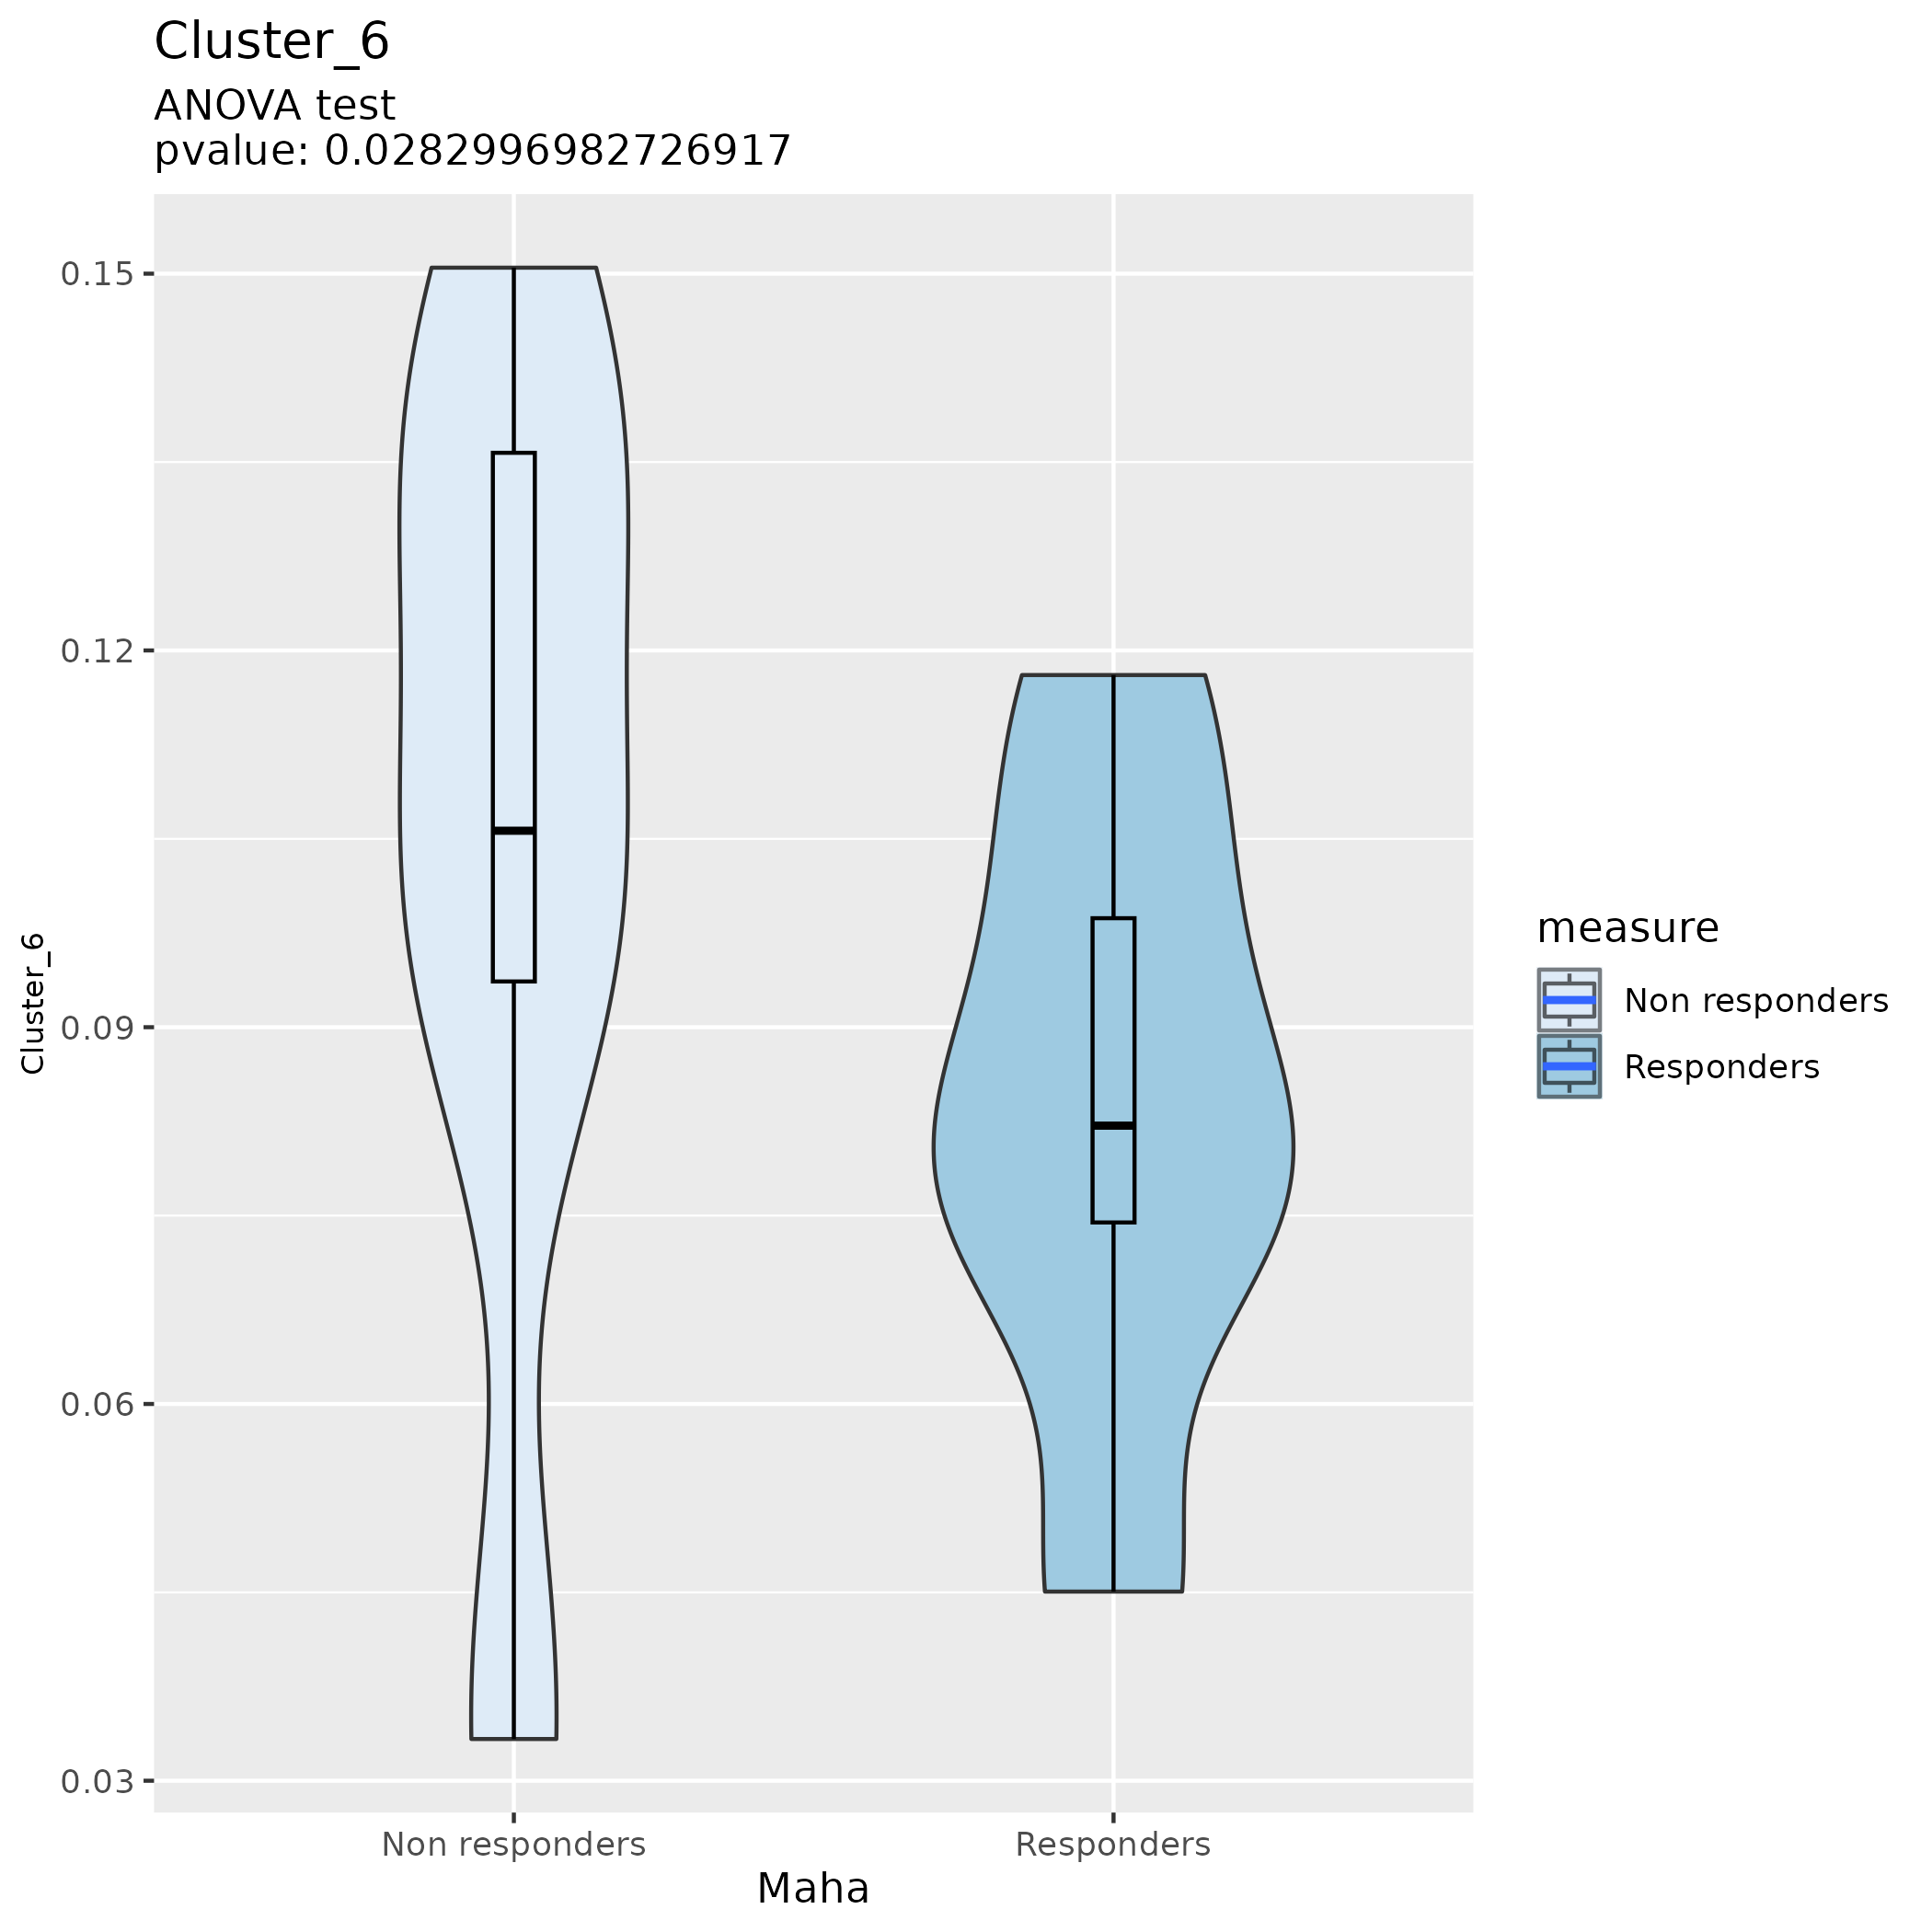 Cluster_6
ANOVA test
pvalue: 0.0282996982726917
0.15
0.12
0.09
0.06
0.03
Cluster_6
Non responders
Responders
Maha
measure
Non responders
Responders